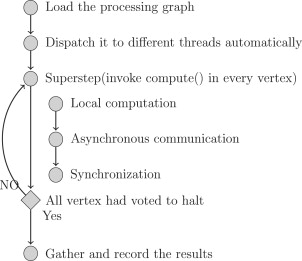 Load the processing graph
Dispatch it to different threads automatically
Superstep(invoke compute() in every vertex)
Local computation
Asynchronous communication
Synchronization
NO
All vertex had voted to halt
Yes
Gather and record the results